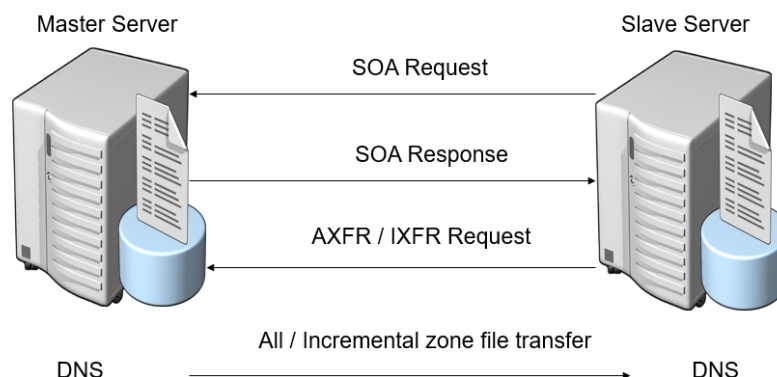 Master Server
Slave Server
SOA Request
SOA Response
AXFR / IXFR Request
All / Incremental zone file transfer
DNS
DNS